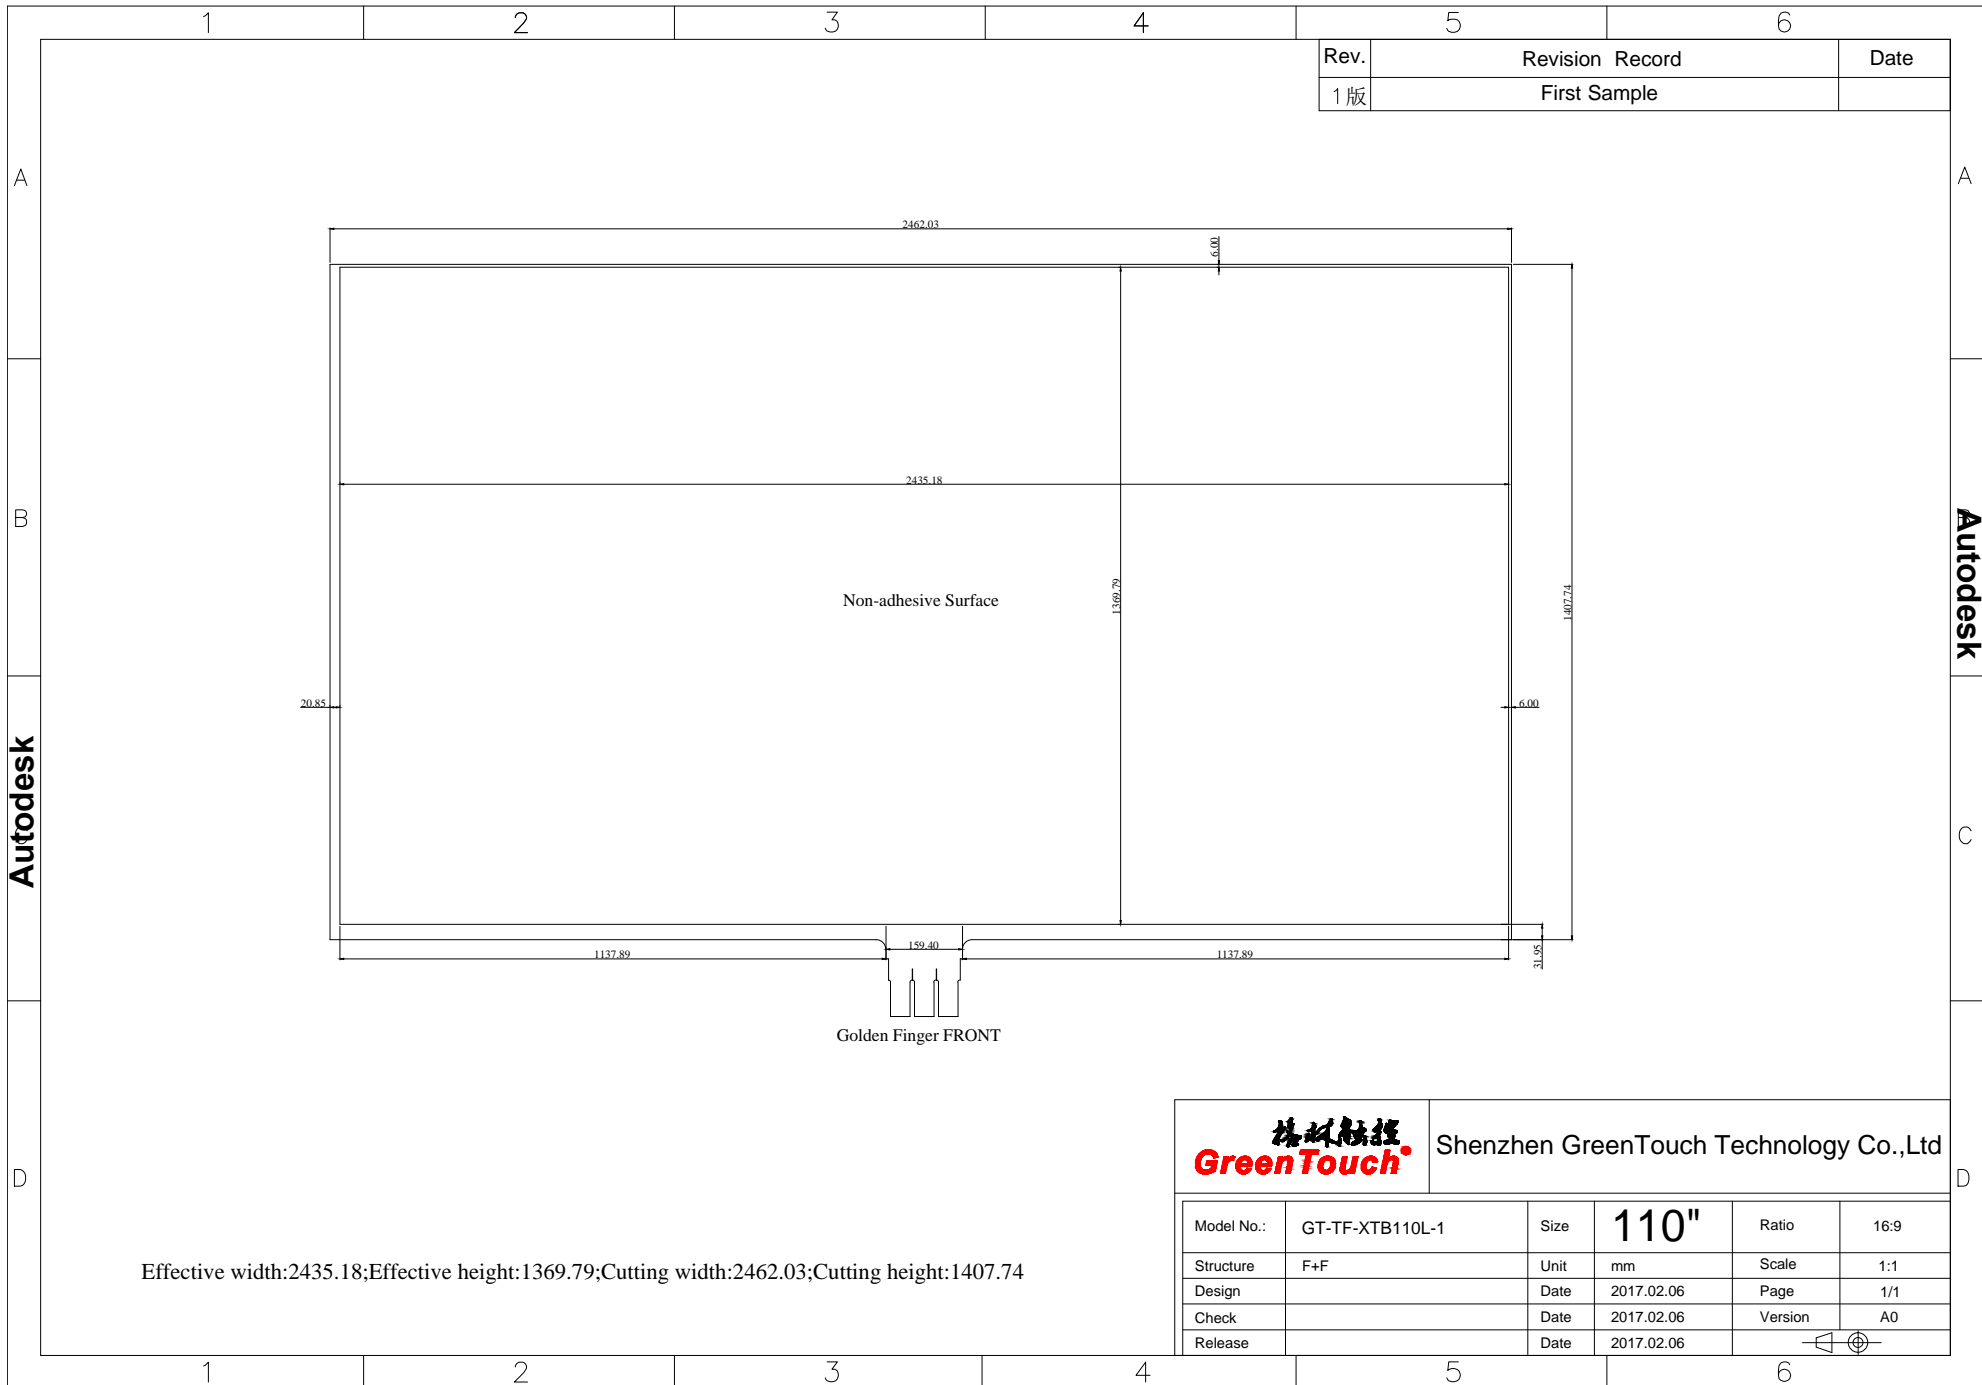 1 2 3 4 5 6
Rev. Revision Record Date
1版 First Sample
A A
2462.03
6.00
2435.18
B
Autodesk
Non-adhesive Surface
1369.79
1407.74
20.85
6.00
Autodesk
C
159.40
1137.89 1137.89
31.95
Golden Finger FRONT
格林触控
GreenTouch
Shenzhen GreenTouch Technology Co.,Ltd
D D
Model No.: GT-TF-XTB110L-1 Size 110" Ratio 16:9
Effective width:2435.18;Effective height:1369.79;Cutting width:2462.03;Cutting height:1407.74
Structure F+F Unit mm Scale 1:1
Design Date 2017.02.06 Page 1/1
Check Date 2017.02.06 Version A0
Release Date 2017.02.06
1 2 3 4 5 6